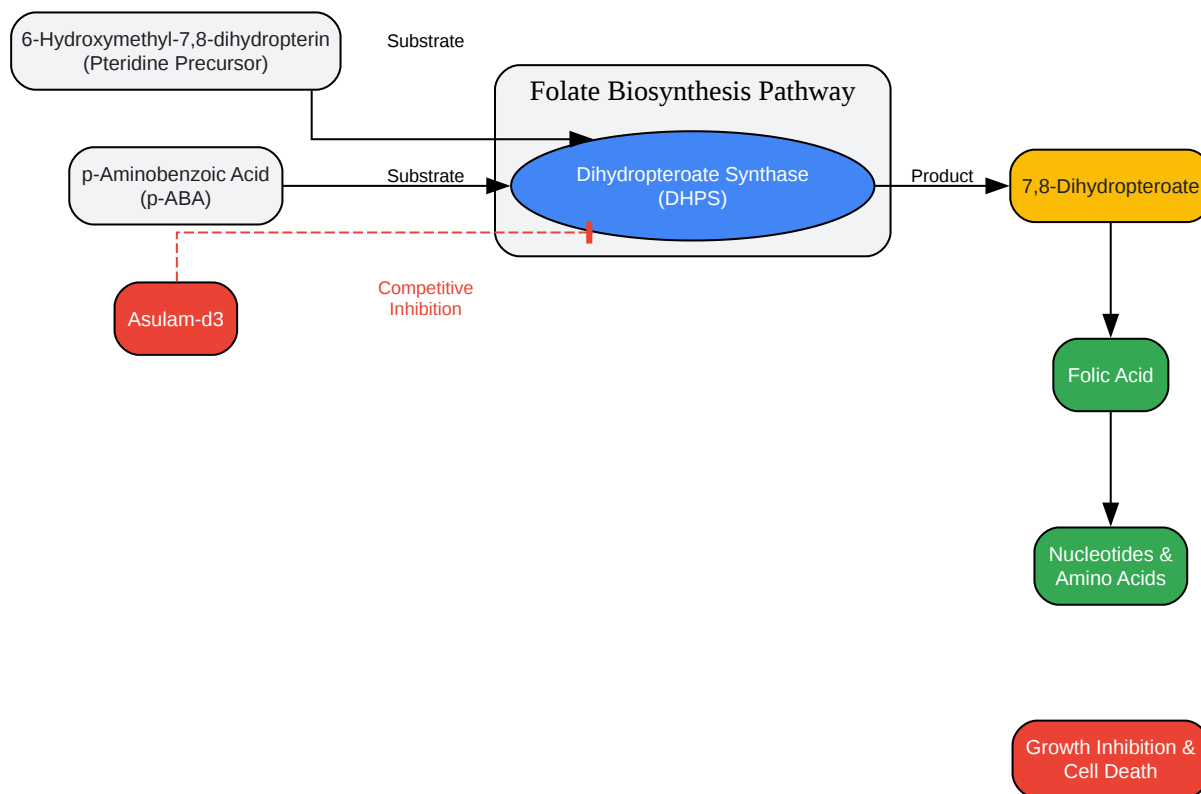 6-Hydroxymethyl-7,8-dihydropterin
(Pteridine Precursor)
Substrate
Folate Biosynthesis Pathway
p-Aminobenzoic Acid
(p-ABA)
Substrate
Dihydropteroate Synthase
(DHPS)
Product
7,8-Dihydropteroate
Asulam-d3
Competitive
Inhibition
Folic Acid
Nucleotides &
Amino Acids
Growth Inhibition &
Cell Death